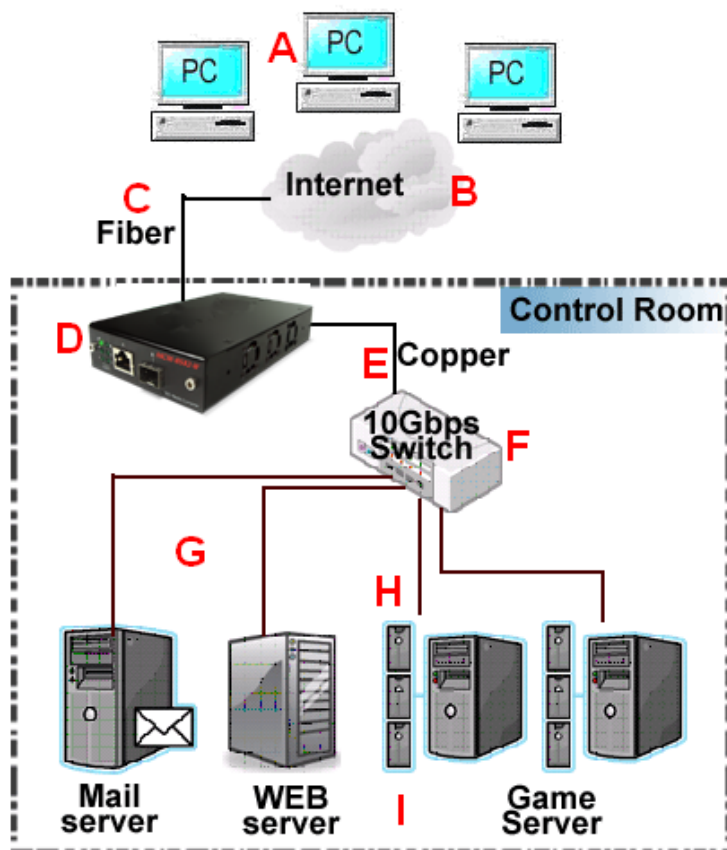 A
PC
PC
PC
Internet
B
C
Fiber
Control Room
D
E
Copper
10Gbps
Switch
F
G
H
Mail
server
WEB
server
I
Game
Server